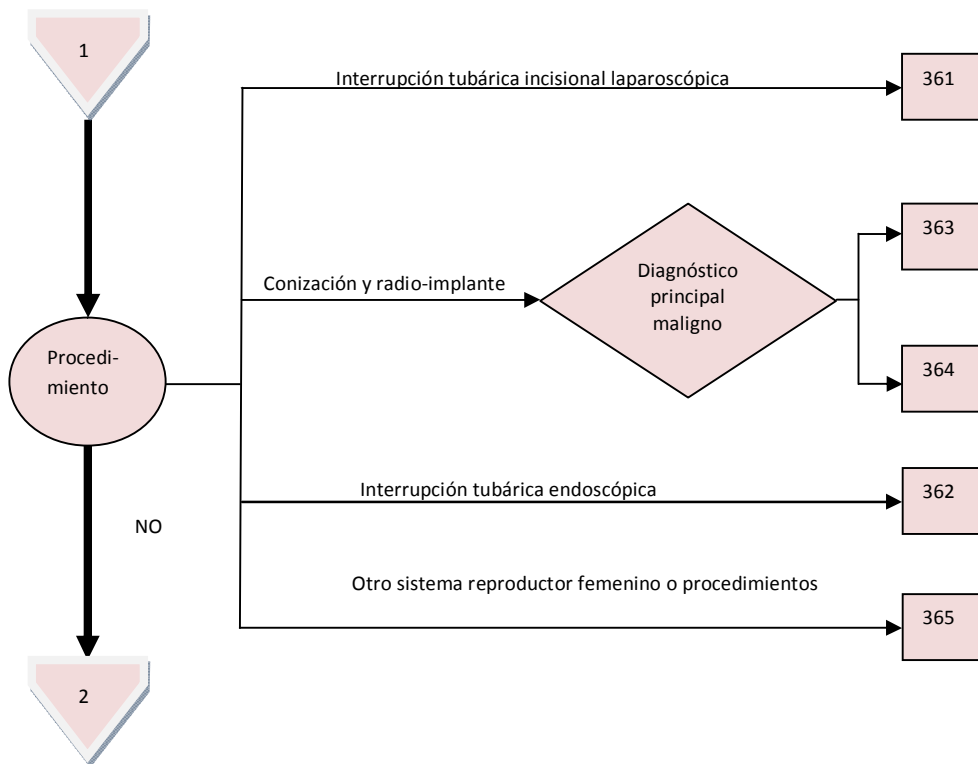 1
Interrupción tubárica incisional laparoscópica
361
363
Conización y radio-implante
Diagnóstico
principal
maligno
Procedi-
miento
364
Interrupción tubárica endoscópica
362
NO
Otro sistema reproductor femenino o procedimientos
365
2